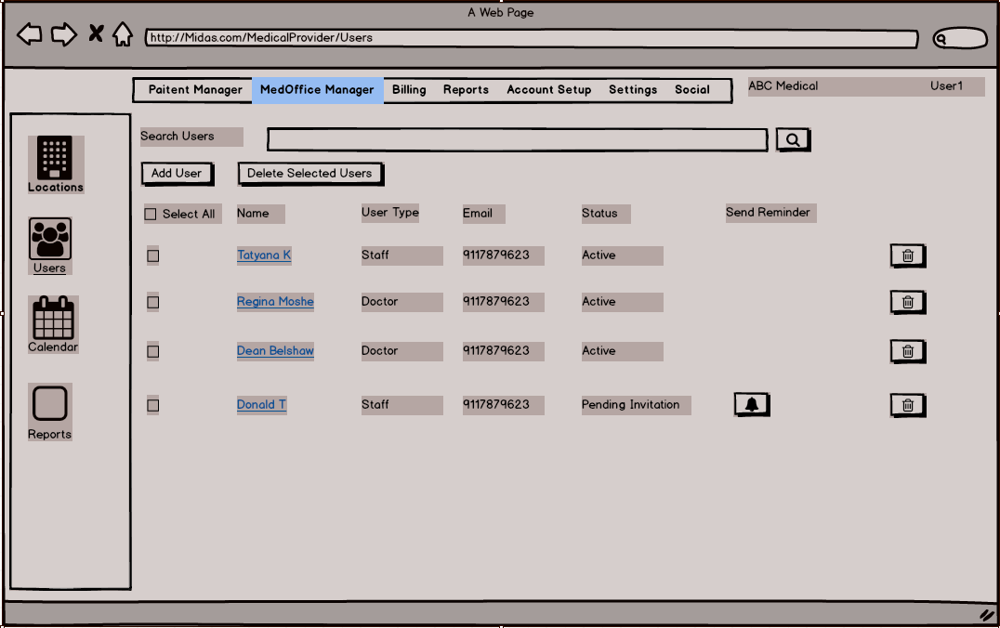 A Web Page
http://Midas.com/MedicalProvider/Users
Paitent Manager MedOffice Manager Billing Reports Account Setup Settings Social
ABC Medical User1
Locations
Users
Calendar
Reports
Search Users
Add User Delete Selected Users
Select All Name User Type Email Status Send Reminder
Tatyana K Staff 9117879623 Active
Regina Moshe Doctor 9117879623 Active
Dean Belshaw Doctor 9117879623 Active
Donald T Staff 9117879623 Pending Invitation